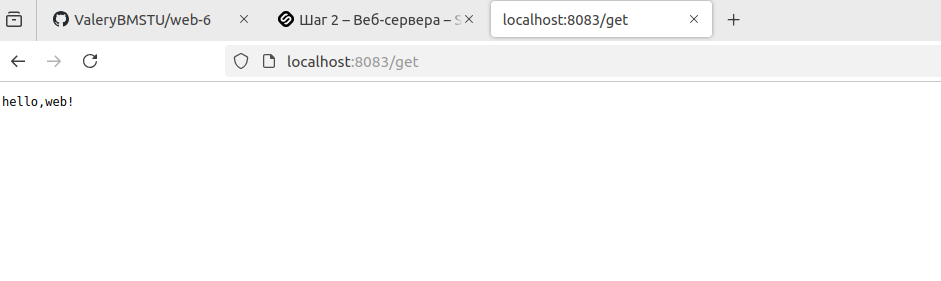 ValeryBMSTU/web-6
Шаг 2 – Веб-сервера –
localhost:8083/get
localhost:8083/get
hello,web!